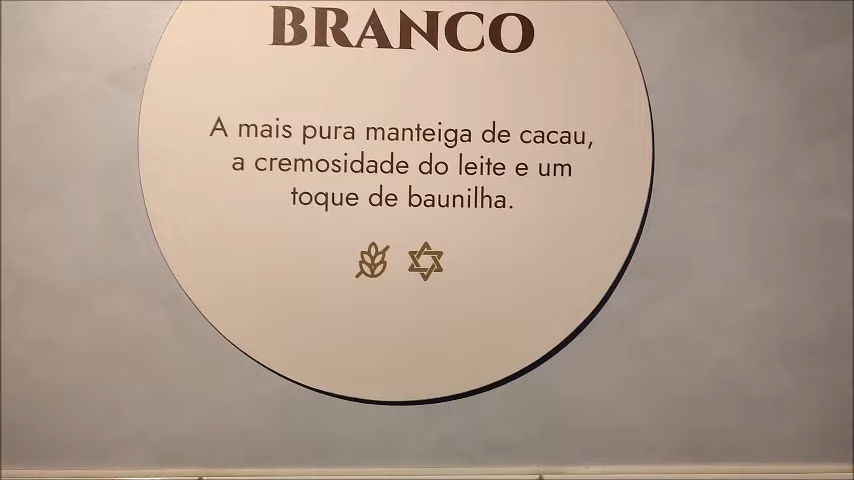 BRANCO
A mais pura manteiga de cacau,
a cremosidade do leite e um
toque de baunilha.